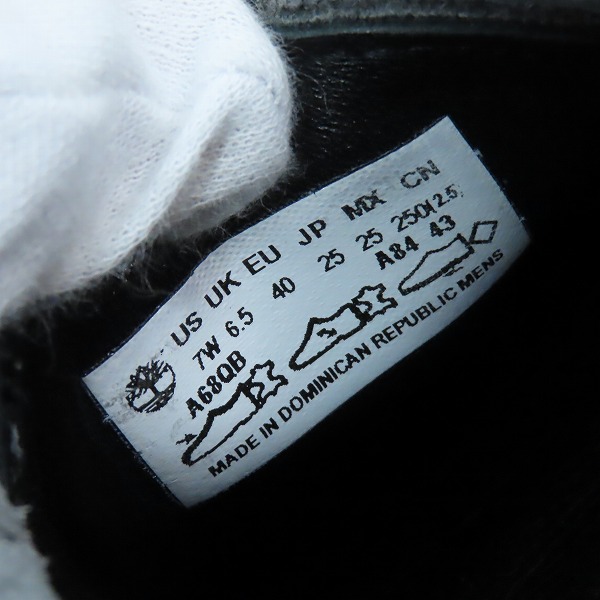 US UK EU JP MX CN
7W 6.5 40 25 25 250(2.5)
A68QB A84 43
MADE IN DOMINICAN REPUBLIC MENS